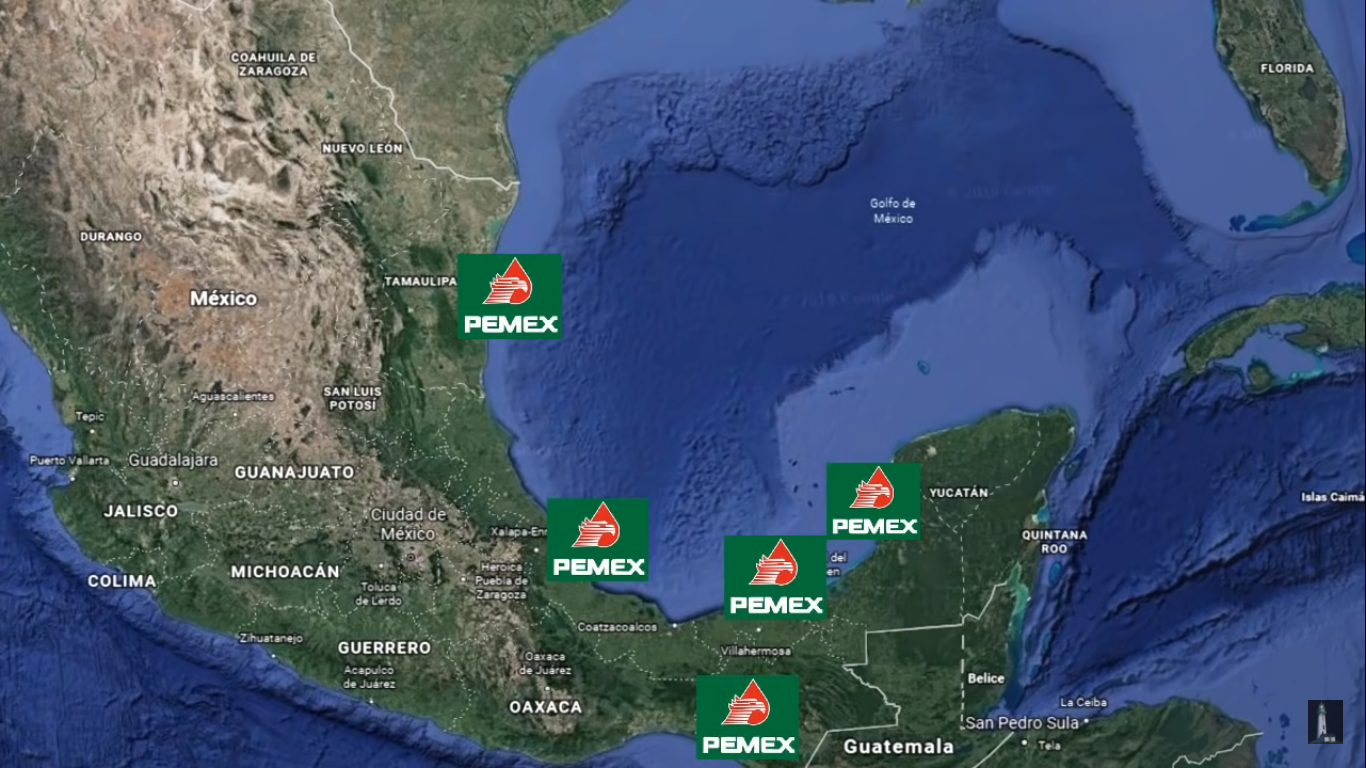 COAHUILA DE
ZARAGOZA
FLORIDA
NUEVO LEÓN
Golfo de
México
DURANGO
TAMAULIPA
México
PEMEX
Aguascalientes
SAN LUIS
POTOSÍ
Tepic
Puerto Vallarta
Guadalajara
GUANAJUATO
YUCATÁN
Islas Caimá
JALISCO
Ciudad de
México
PEMEX
Xalapa-En
QUINTANA
ROO
PEMEX
del
en
COLIMA
MICHOACÁN
Toluca
de Lerdo
Heroica
Puebla de
Zaragoza
PEMEX
Coatzacoalcos
Zihuatanejo
GUERRERO
Villahermosa
Acapulco
de Juárez
Oaxaca
de Juárez
Belice
OAXACA
La Ceiba
San Pedro Sula
PEMEX
Guatemala
Tela